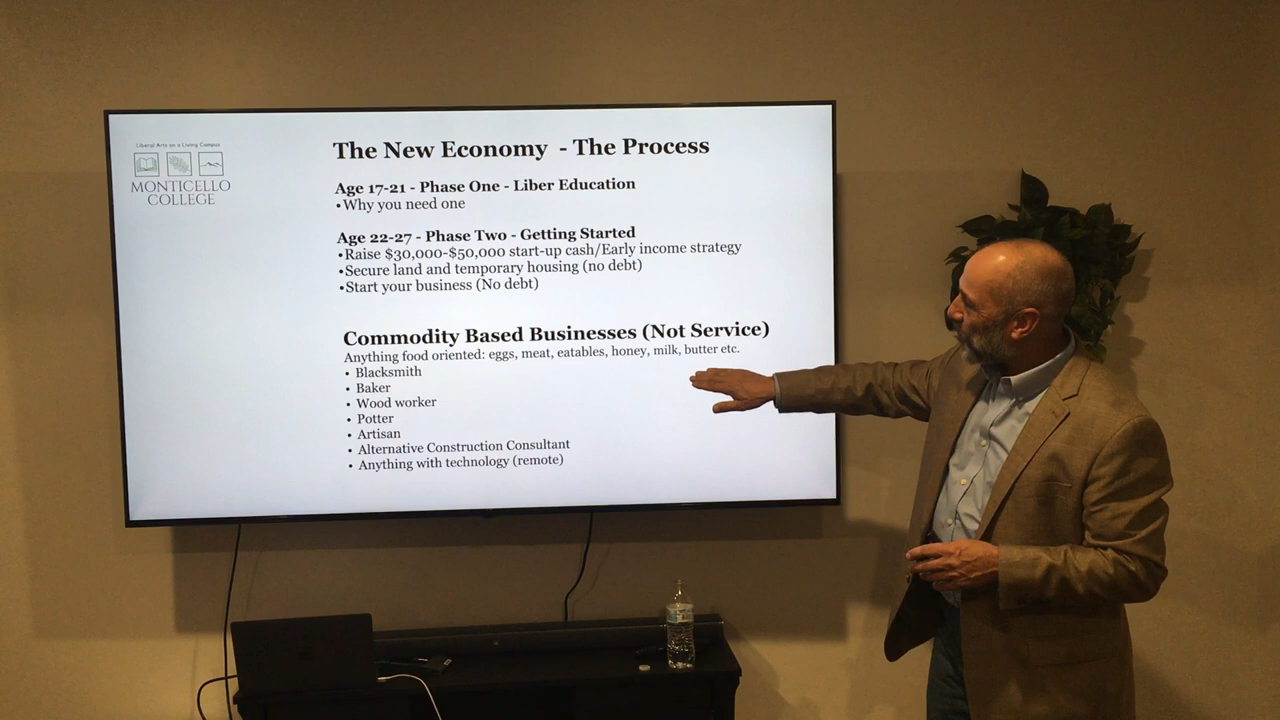 Liberal Arts on a Living Campus
MONTICELLO
COLLEGE
The New Economy - The Process
Age 17-21 - Phase One - Liber Education
•Why you need one
Age 22-27 - Phase Two - Getting Started
•Raise $30,000-$50,000 start-up cash/Early income strategy
•Secure land and temporary housing (no debt)
•Start your business (No debt)
Commodity Based Businesses (Not Service)
Anything food oriented: eggs, meat, eatables, honey, milk, butter etc.
• Blacksmith
• Baker
• Wood worker
• Potter
• Artisan
• Alternative Construction Consultant
• Anything with technology (remote)